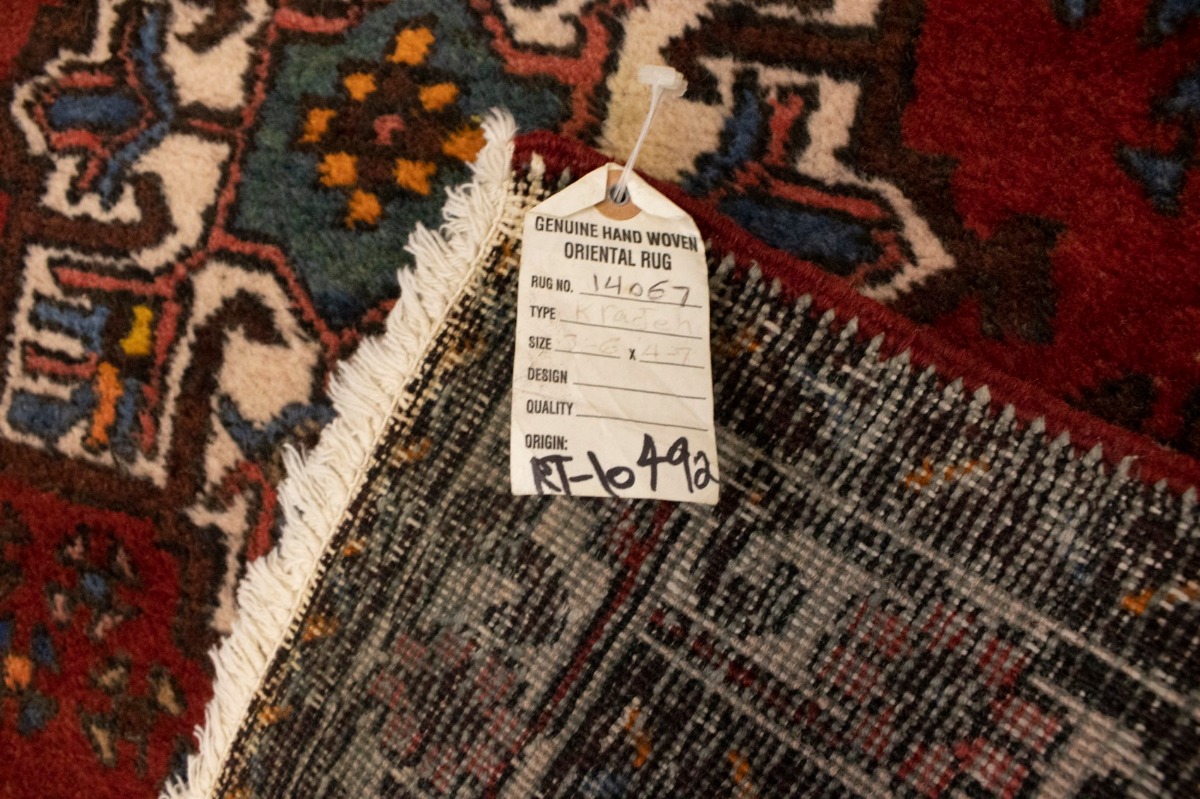 GENUINE HAND WOVEN
ORIENTAL RUG
RUG NO. 14067
TYPE
SIZE 3-6 x 4-7
DESIGN
QUALITY
ORIGIN:
RT-10492